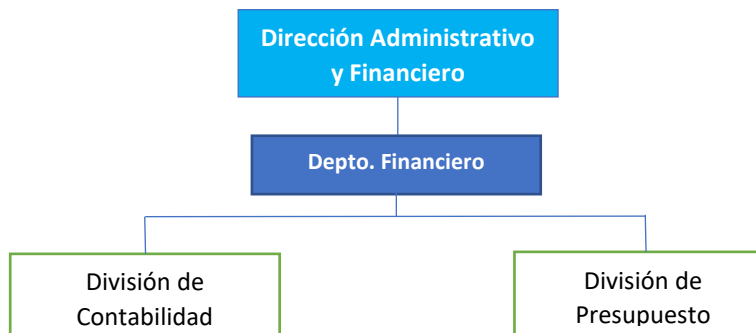 Dirección Administrativo
y Financiero
Depto. Financiero
División de
Contabilidad
División de
Presupuesto